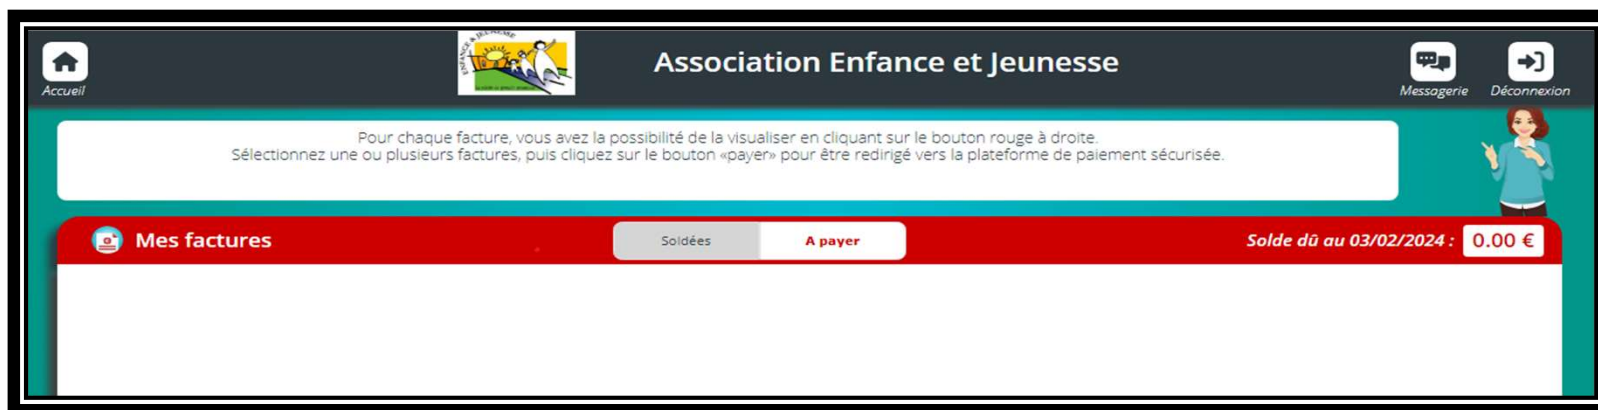 Accueil
ENFANCE & JEUNESSE
Association Enfance et Jeunesse
Messagerie
Déconnexion
Pour chaque facture, vous avez la possibilité de la visualiser en cliquant sur le bouton rouge à droite.
Sélectionnez une ou plusieurs factures, puis cliquez sur le bouton «payer» pour être redirigé vers la plateforme de paiement sécurisée.
Mes factures
Soldées
A payer
Solde dû au 03/02/2024 : 0.00 €